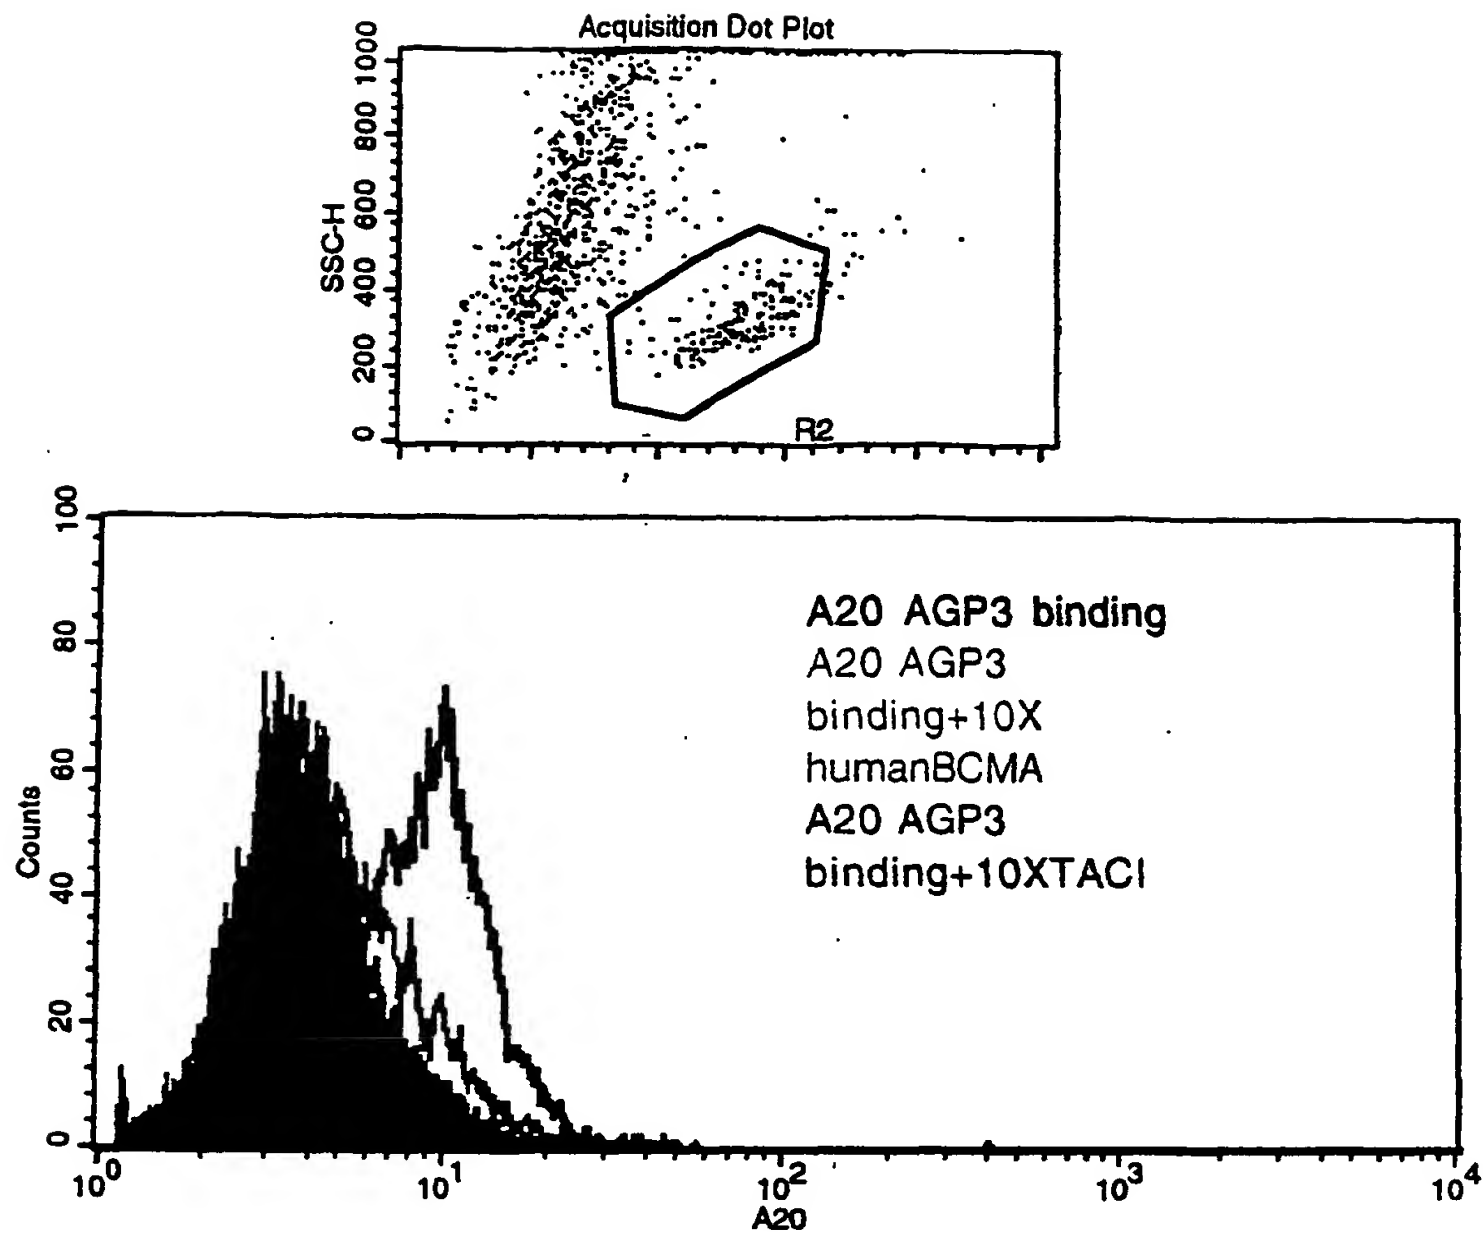 Acquisition Dot Plot
1000
800
600
400
200
0
SSC-H
R2
100
80
60
40
20
0
Counts
A20 AGP3 binding
A20 AGP3
binding+10X
humanBCMA
A20 AGP3
binding+10XTACI
10^0 10^1 10^2 10^3 10^4
A20